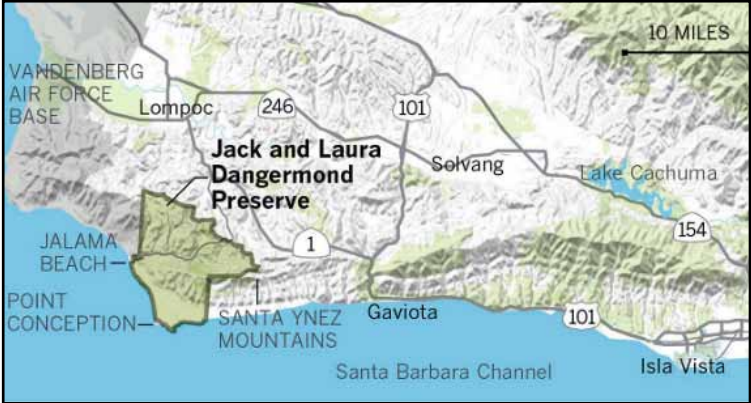 10 MILES
VANDENBERG
AIR FORCE
BASE
Lompoc
246
101
Jack and Laura
Dangermond
Preserve
Solvang
Lake Cachuma
154
1
JALAMA
BEACH
POINT
CONCEPTION
SANTA YNEZ
MOUNTAINS
Gaviota
101
Isla Vista
Santa Barbara Channel